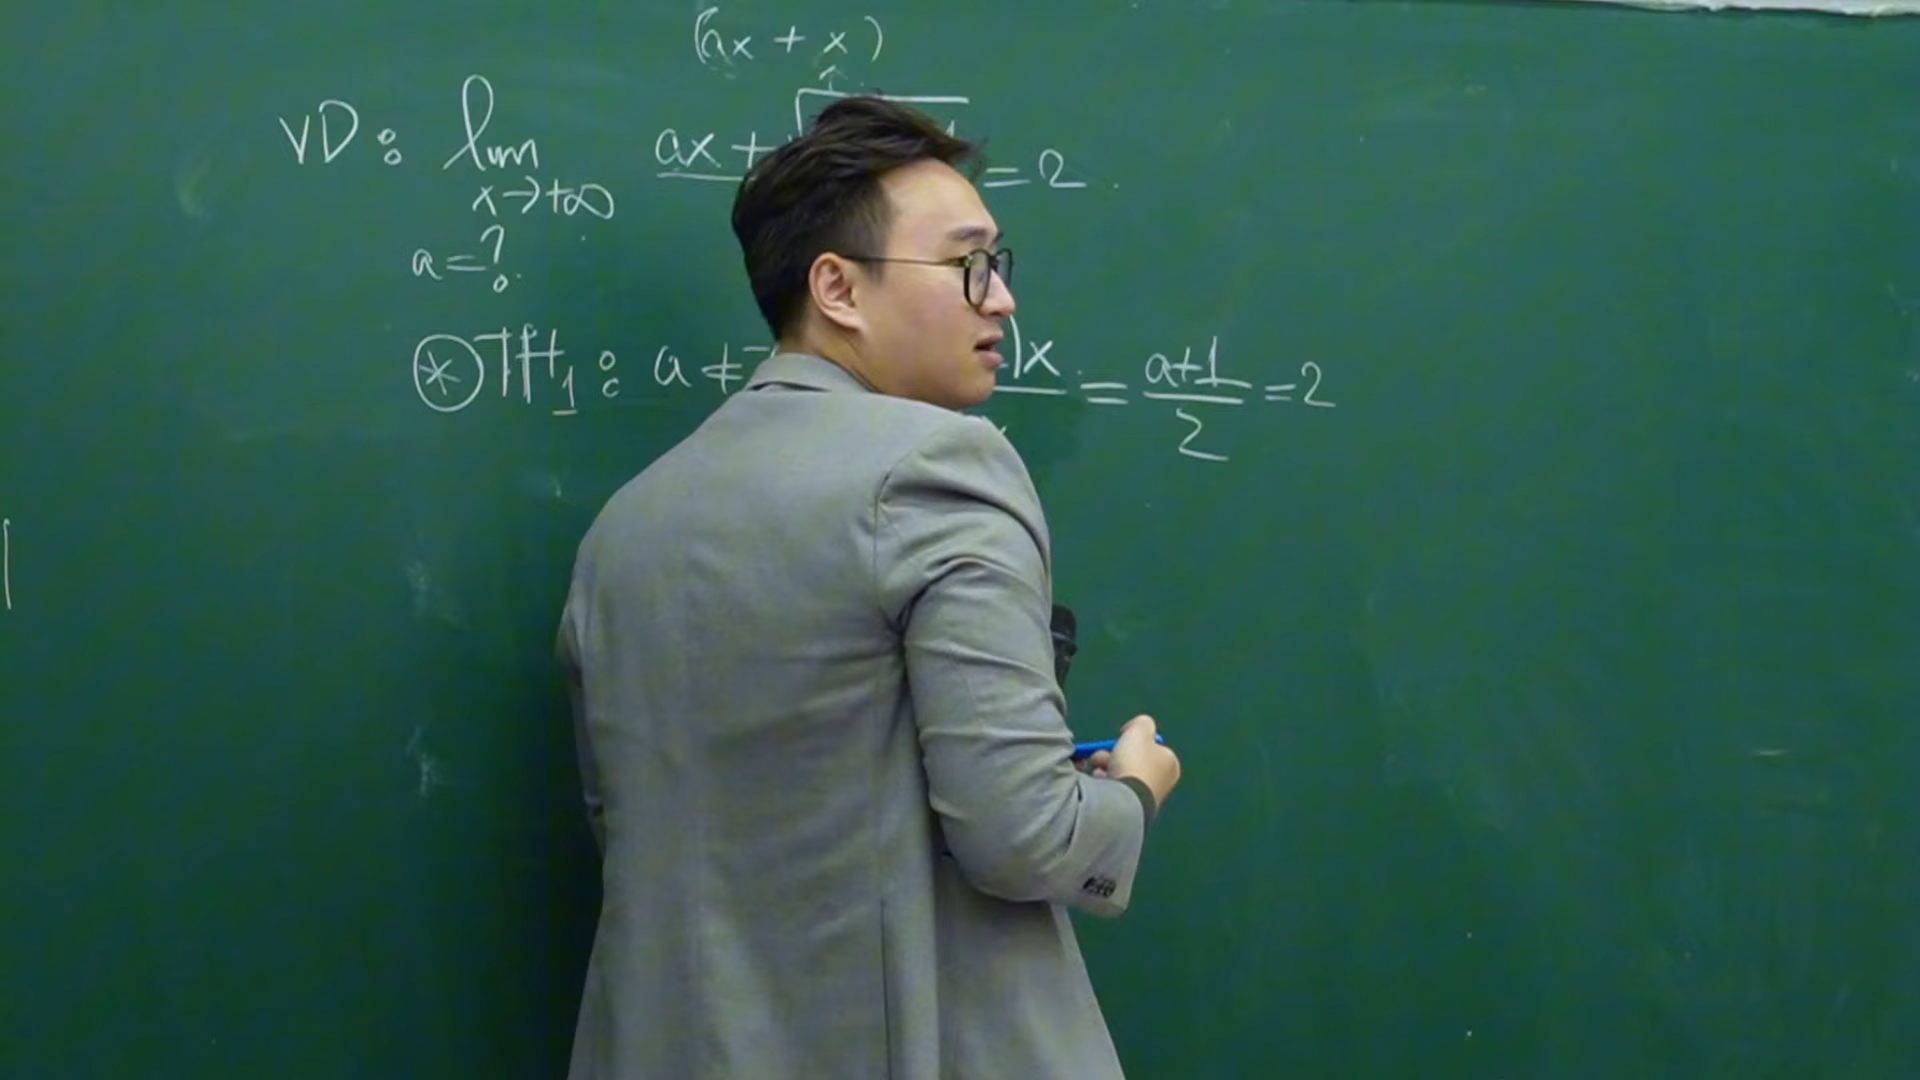 (ax + x)
VD: lim ax + √ = 2.
x→+∞
a = ?
⊛ TH₁: a ≠ - )x = a+1 = 2
2